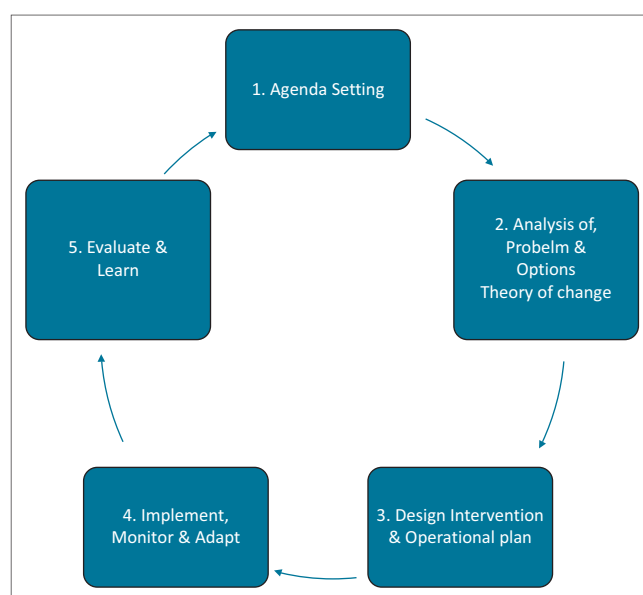 1. Agenda Setting
2. Analysis of,
Probelm &
Options
Theory of change
3. Design Intervention
& Operational plan
4. Implement,
Monitor & Adapt
5. Evaluate &
Learn